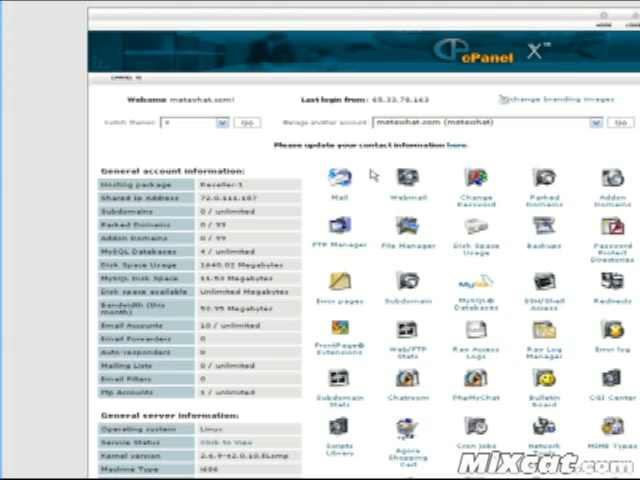 HOME
cPanel X™
CPANEL X
Welcome metawhat.com!
Last login from: 68.33.78.163
change branding images
Switch Themes: x
Go
Manage another account: metawhat.com (metawhat)
Go
Please update your contact information here.
General account information:
Hosting package Reseller-1
Shared Ip Address
Subdomains 0 / unlimited
Parked Domains 0 / 99
Addon Domains 0 / 99
MySQL Databases 4 / unlimited
Disk Space Usage 1640.02 Megabytes
MySQL Disk Space 11.53 Megabytes
Disk space available Unlimited Megabytes
Bandwidth (this month) 52.95 Megabytes
Email Accounts 10 / unlimited
Email Forwarders 0
Auto-responders 0
Mailing Lists 0 / unlimited
Email Filters 0
Ftp Accounts 5 / unlimited
General server information:
Operating system Linux
Service Status Click to View
Kernel version
Machine Type i686
Mail
Webmail
Change Password
Parked Domains
Addon Domains
FTP Manager
File Manager
Disk Space Usage
Backups
Password Protect Directories
Error pages
Subdomain
MySQL® Databases
SSH/Shell Access
Redirects
FrontPage® Extensions
Web/FTP Stats
Raw Access Logs
Raw Log Manager
Error log
Subdomain Stats
Chatroom
PhpMyChat
Bulletin Board
CGI Center
Scripts Library
Agora Shopping Cart
Cron jobs
Network Tools
MIME Types
MiXcat.com